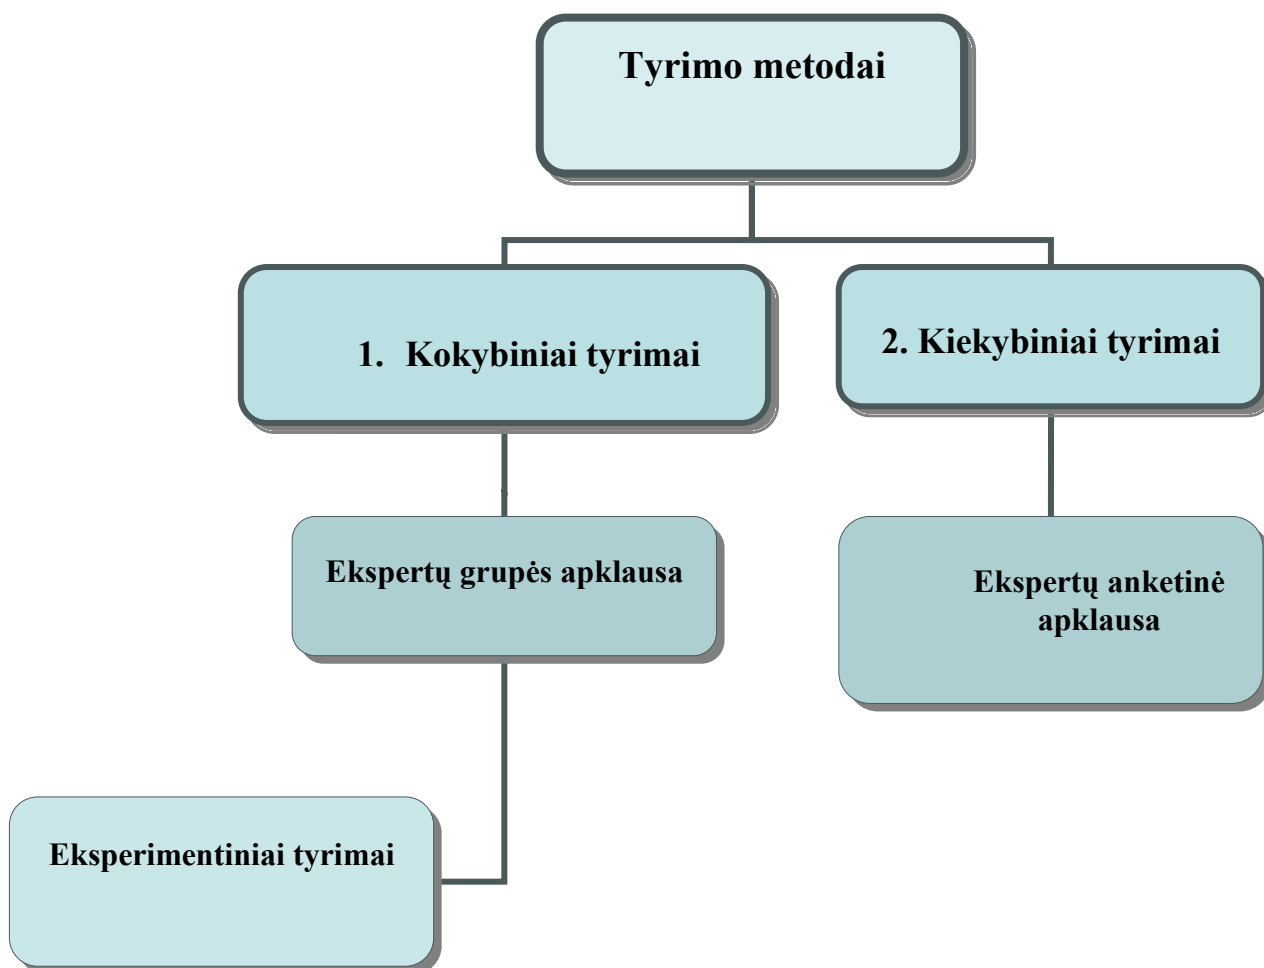 Tyrimo metodai
1. Kokybiniai tyrimai
2. Kiekybiniai tyrimai
Ekspertų grupės apklausa
Ekspertų anketinė
apklausa
Eksperimentiniai tyrimai